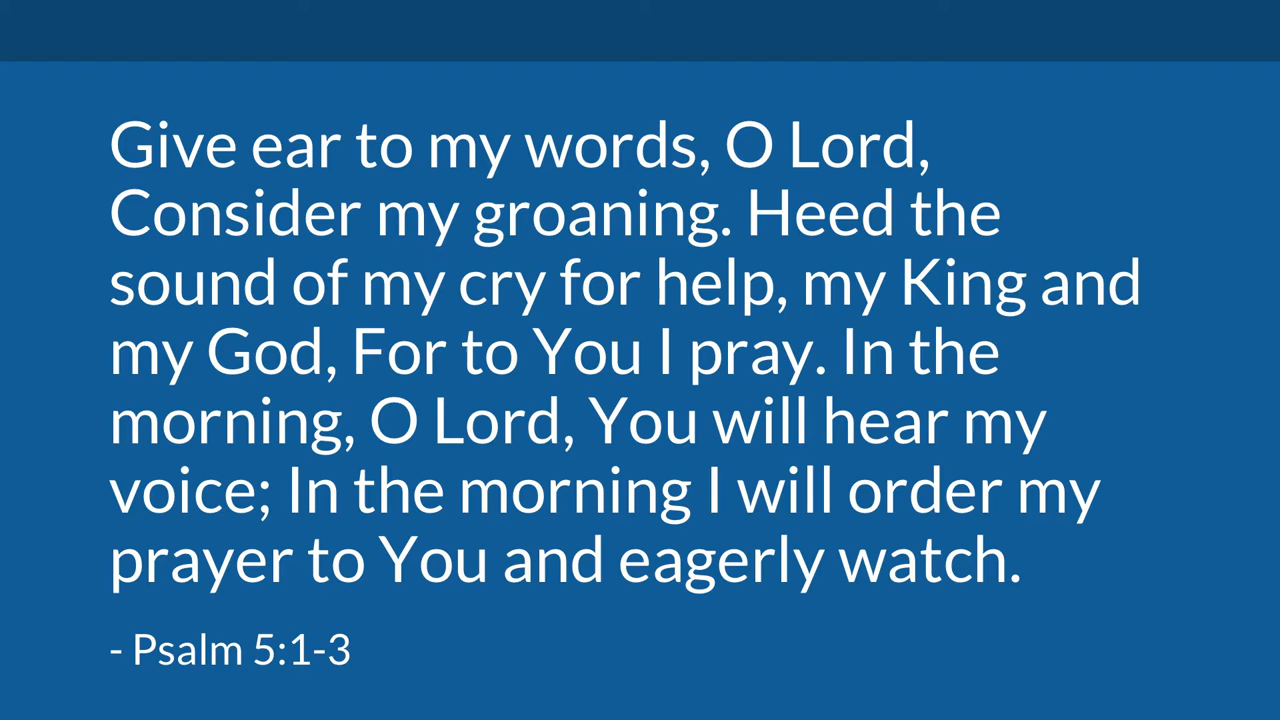 Give ear to my words, O Lord,
Consider my groaning. Heed the
sound of my cry for help, my King and
my God, For to You I pray. In the
morning, O Lord, You will hear my
voice; In the morning I will order my
prayer to You and eagerly watch.
- Psalm 5:1-3